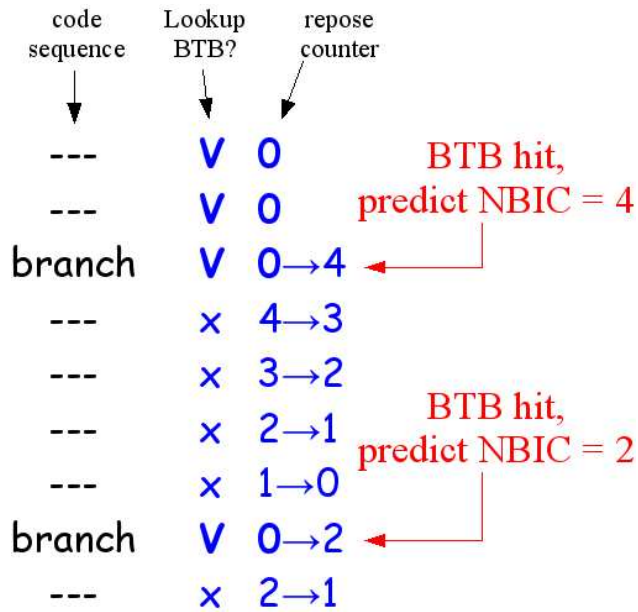 code sequence
Lookup BTB?
repose counter
--- V 0
--- V 0
branch V 0→4
--- x 4→3
--- x 3→2
--- x 2→1
--- x 1→0
branch V 0→2
--- x 2→1
BTB hit,
predict NBIC = 4
BTB hit,
predict NBIC = 2